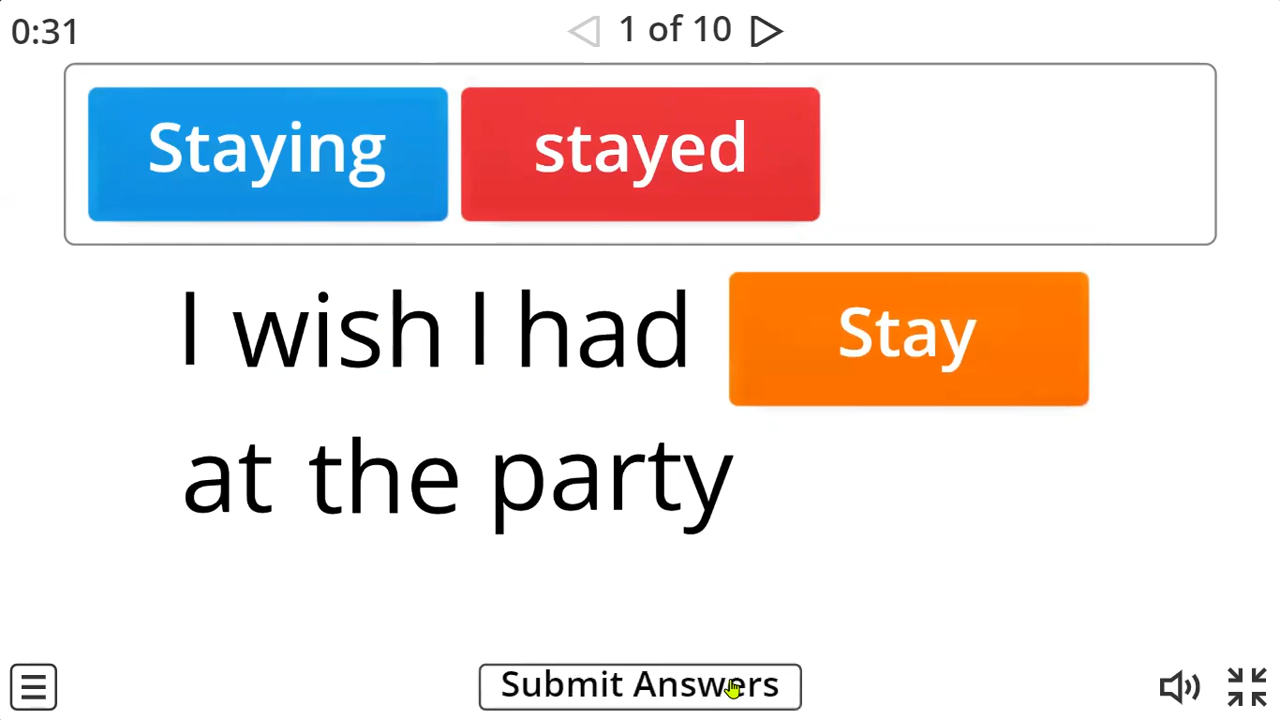 0:31
1 of 10
Staying stayed
I wish I had Stay
at the party
Submit Answers